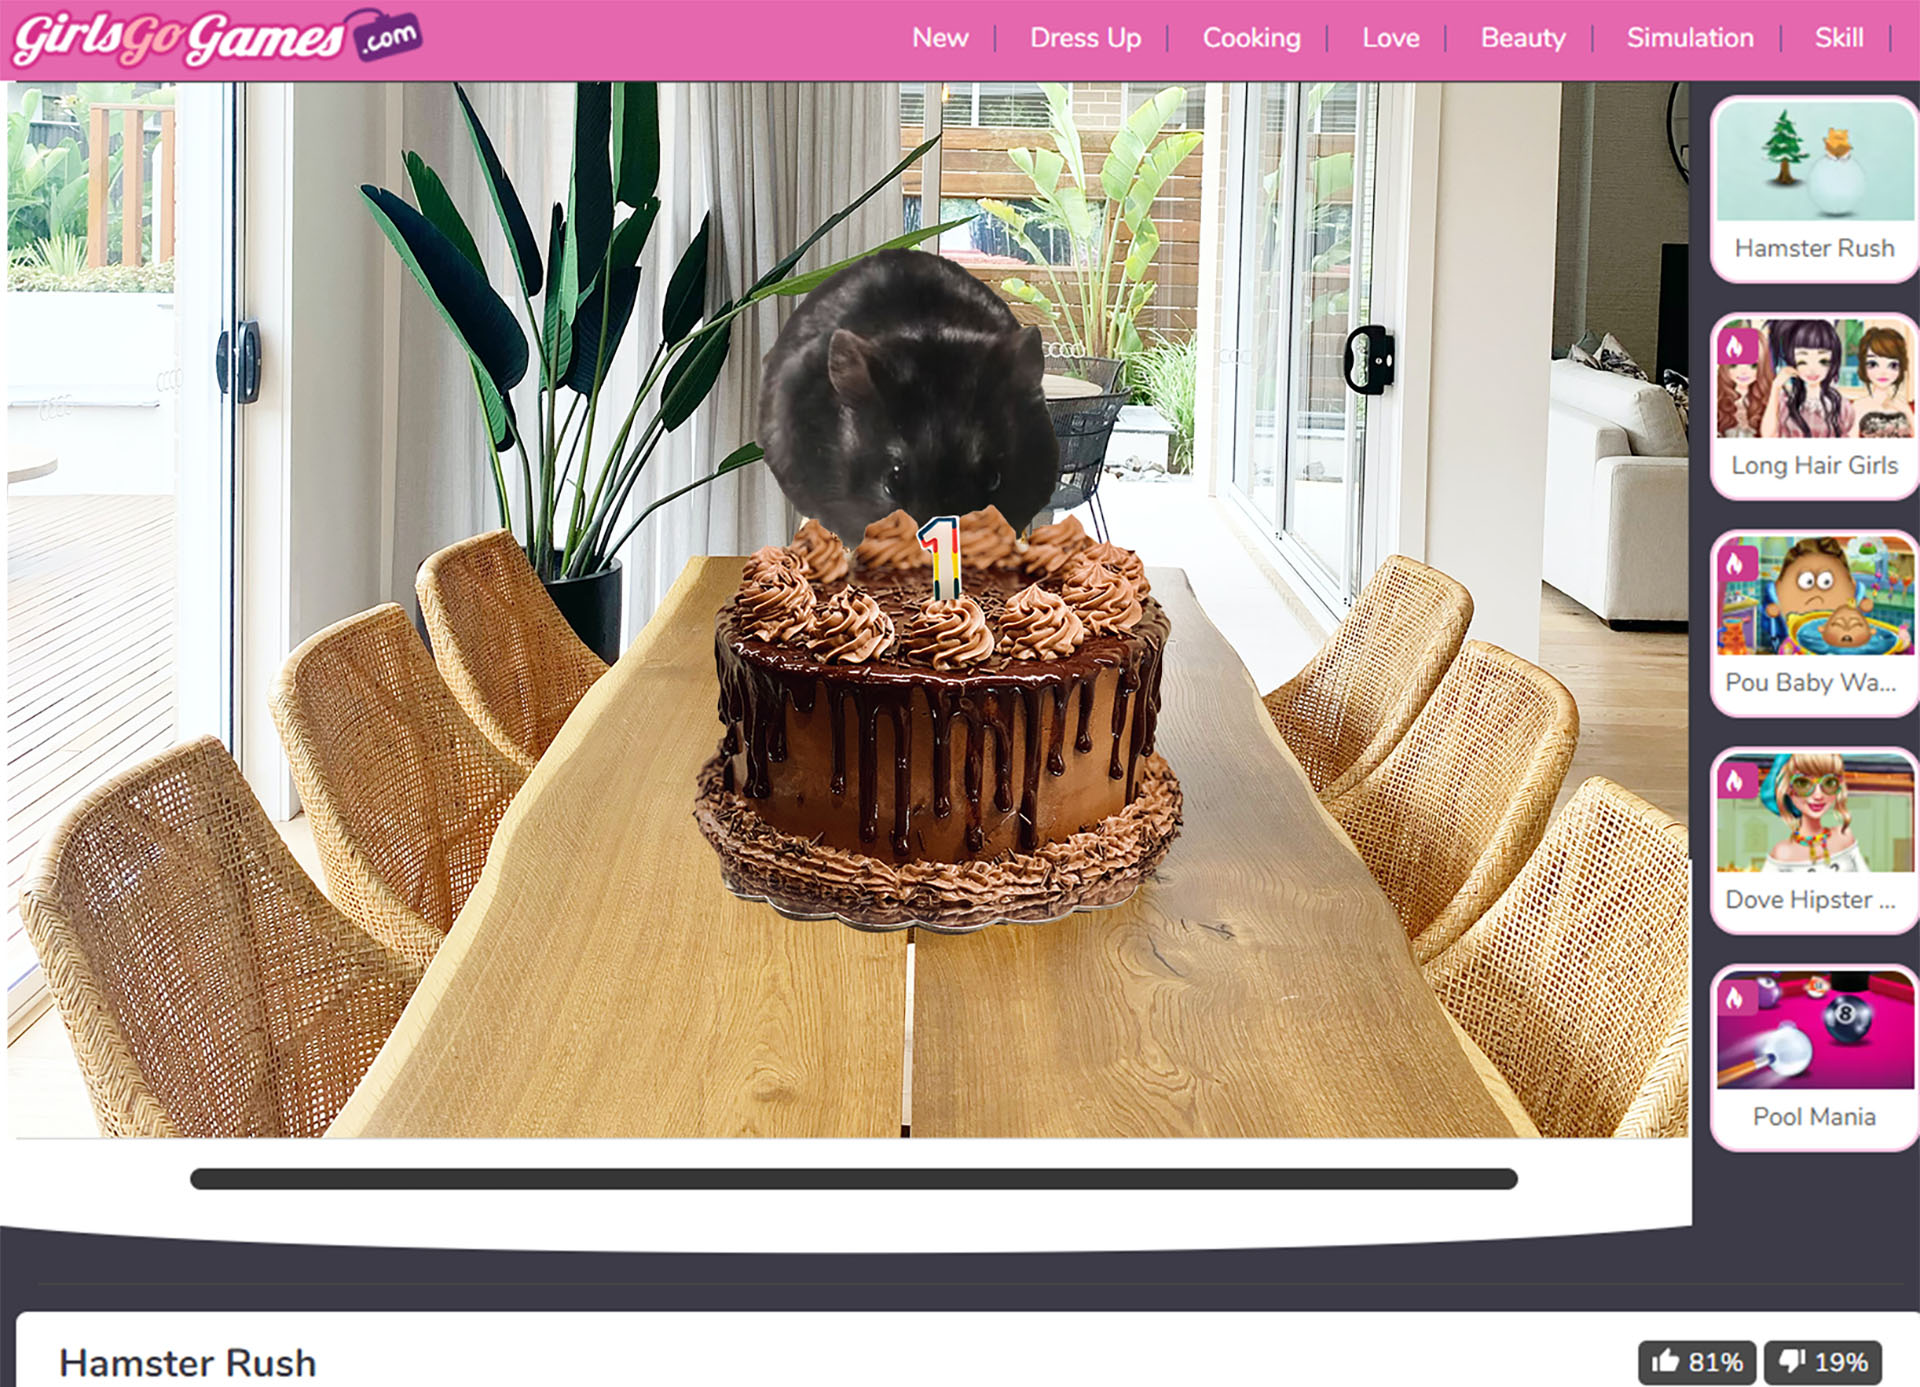 GirlsGoGames.com
New | Dress Up | Cooking | Love | Beauty | Simulation | Skill |
1
Hamster Rush
Long Hair Girls
Pou Baby Wa...
Dove Hipster ...
8
Pool Mania
Hamster Rush
81% 19%